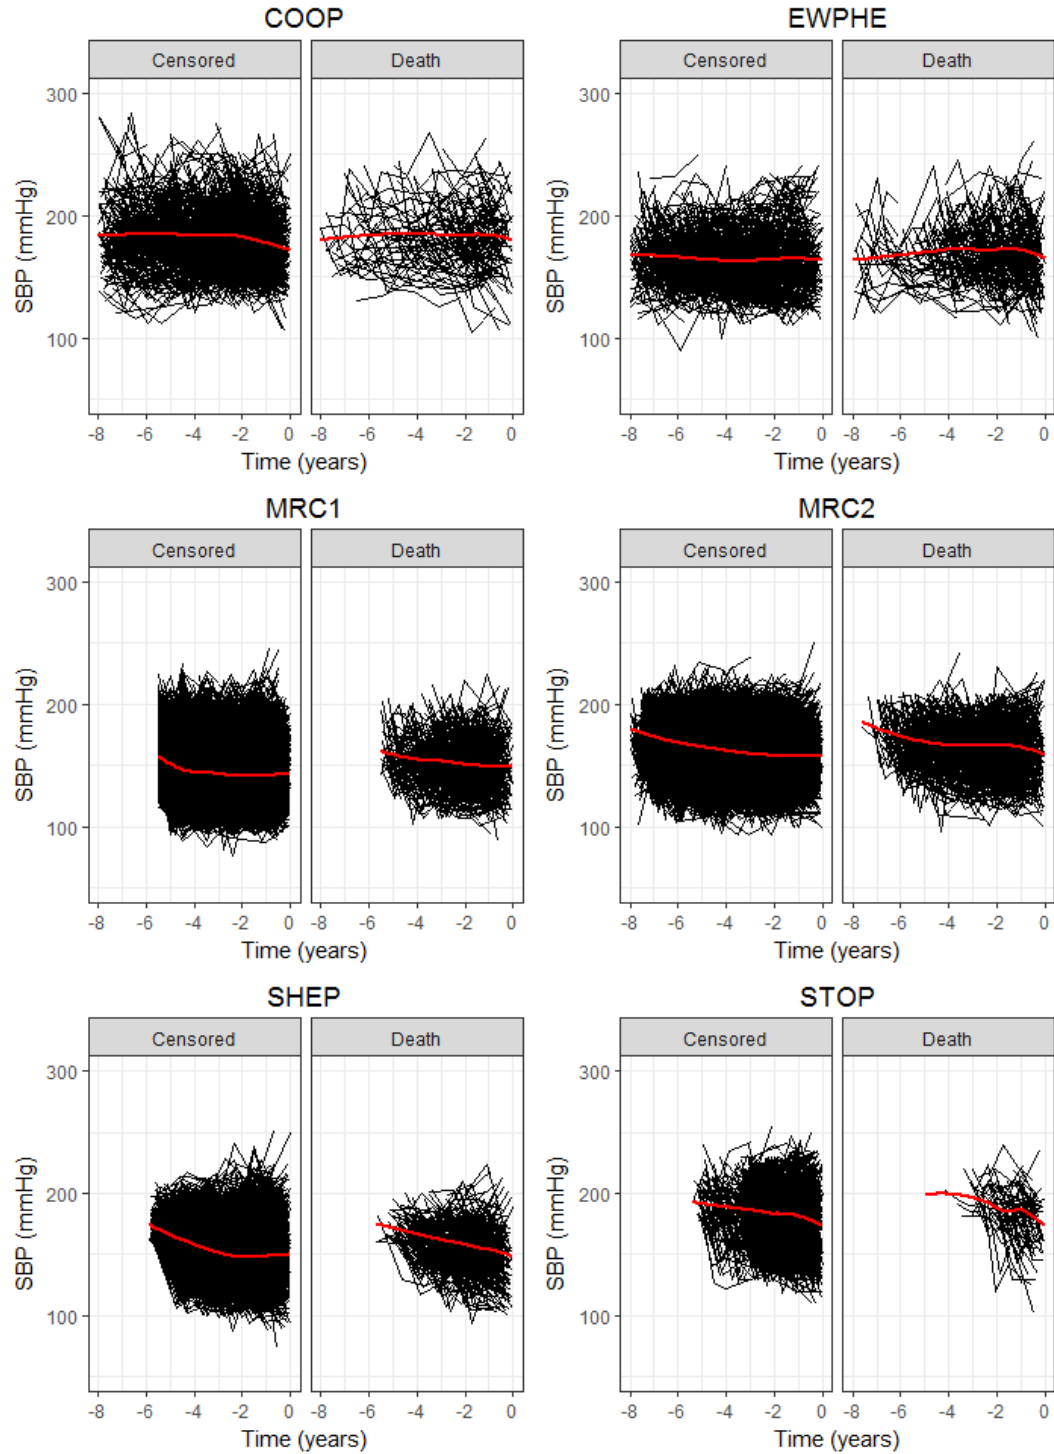 COOP EWPHE
Censored Death Censored Death
300 300
200 200
100 100
SBP (mmHg) SBP (mmHg)
-8 -6 -4 -2 0 -8 -6 -4 -2 0 -8 -6 -4 -2 0 -8 -6 -4 -2 0
Time (years) Time (years)
MRC1 MRC2
Censored Death Censored Death
300 300
200 200
100 100
SBP (mmHg) SBP (mmHg)
-8 -6 -4 -2 0 -8 -6 -4 -2 0 -8 -6 -4 -2 0 -8 -6 -4 -2 0
Time (years) Time (years)
SHEP STOP
Censored Death Censored Death
300 300
200 200
100 100
SBP (mmHg) SBP (mmHg)
-8 -6 -4 -2 0 -8 -6 -4 -2 0 -8 -6 -4 -2 0 -8 -6 -4 -2 0
Time (years) Time (years)